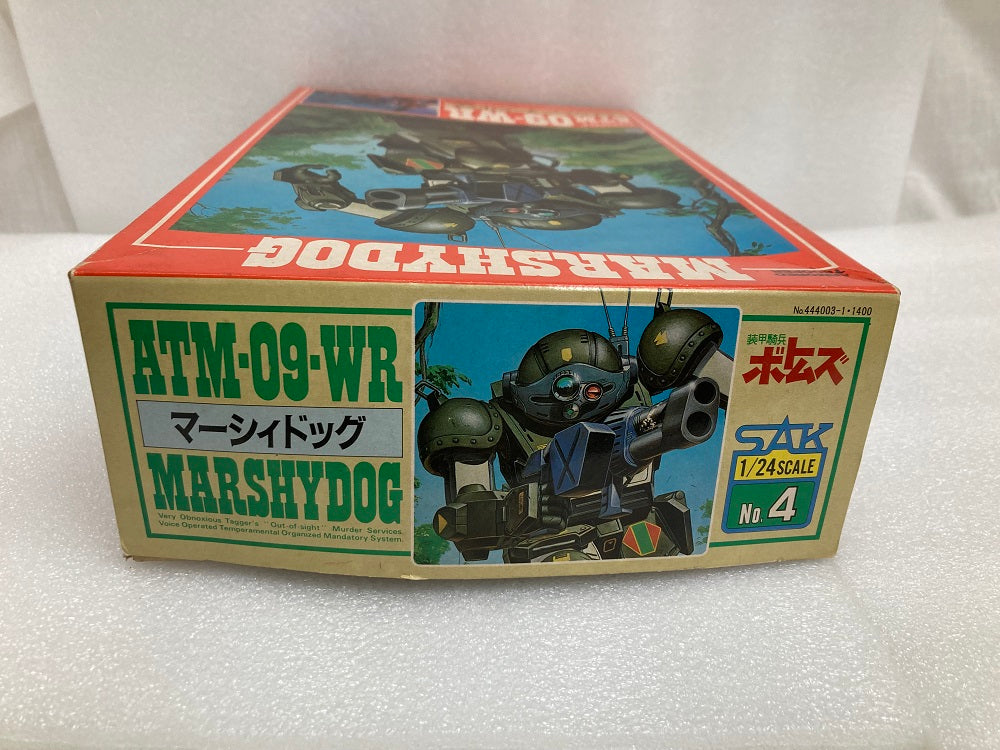 ATM-09-WR
MARSHYDOG
ATM-09-WR
マーシィドッグ
MARSHYDOG
Very Obnoxious Tagger's "Out-of-sight" Murder Services.
Voice Operated Temperamental Organized Mandatory System.
No.444003-1・1400
装甲騎兵
ボトムズ
SAK
1/24 SCALE
No. 4